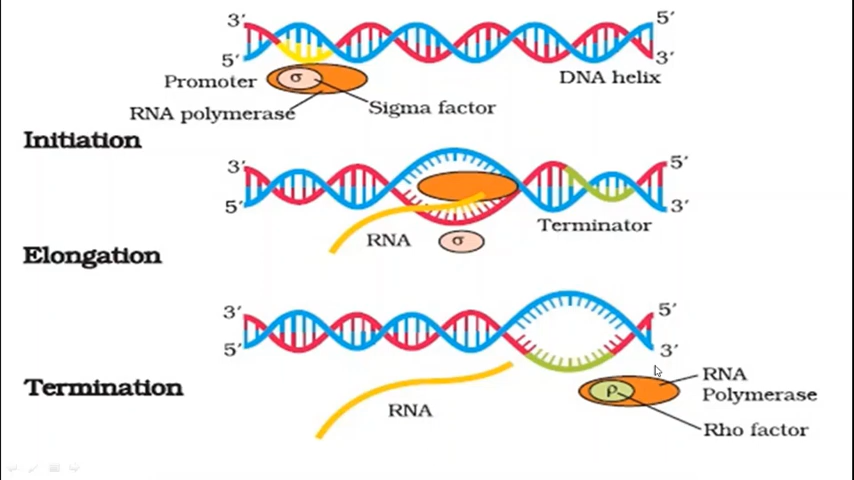 3′ 5′
5′ 3′
σ
Promoter
DNA helix
RNA polymerase
Sigma factor
Initiation
3′ 5′
5′ 3′
RNA
σ
Terminator
Elongation
3′ 5′
5′ 3′
Termination
RNA
ρ
RNA
Polymerase
Rho factor